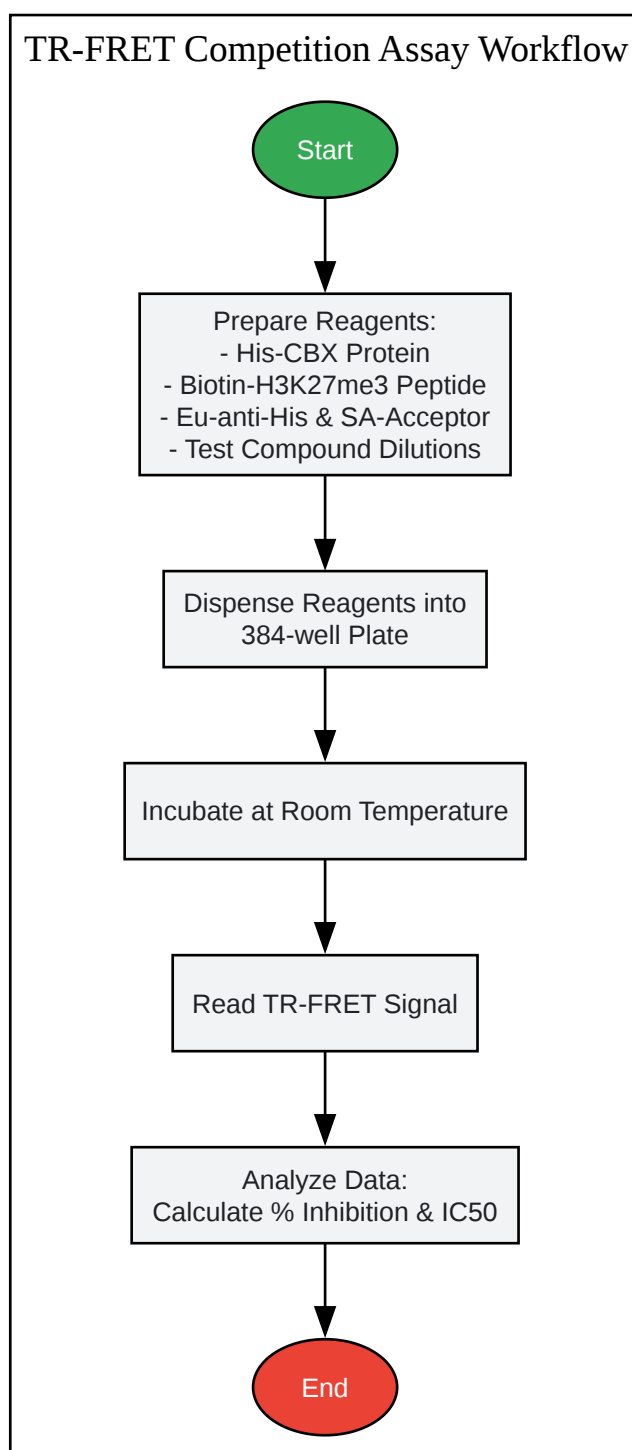 TR-FRET Competition Assay Workflow
Start
Prepare Reagents:
- His-CBX Protein
- Biotin-H3K27me3 Peptide
- Eu-anti-His & SA-Acceptor
- Test Compound Dilutions
Dispense Reagents into
384-well Plate
Incubate at Room Temperature
Read TR-FRET Signal
Analyze Data:
Calculate % Inhibition & IC50
End